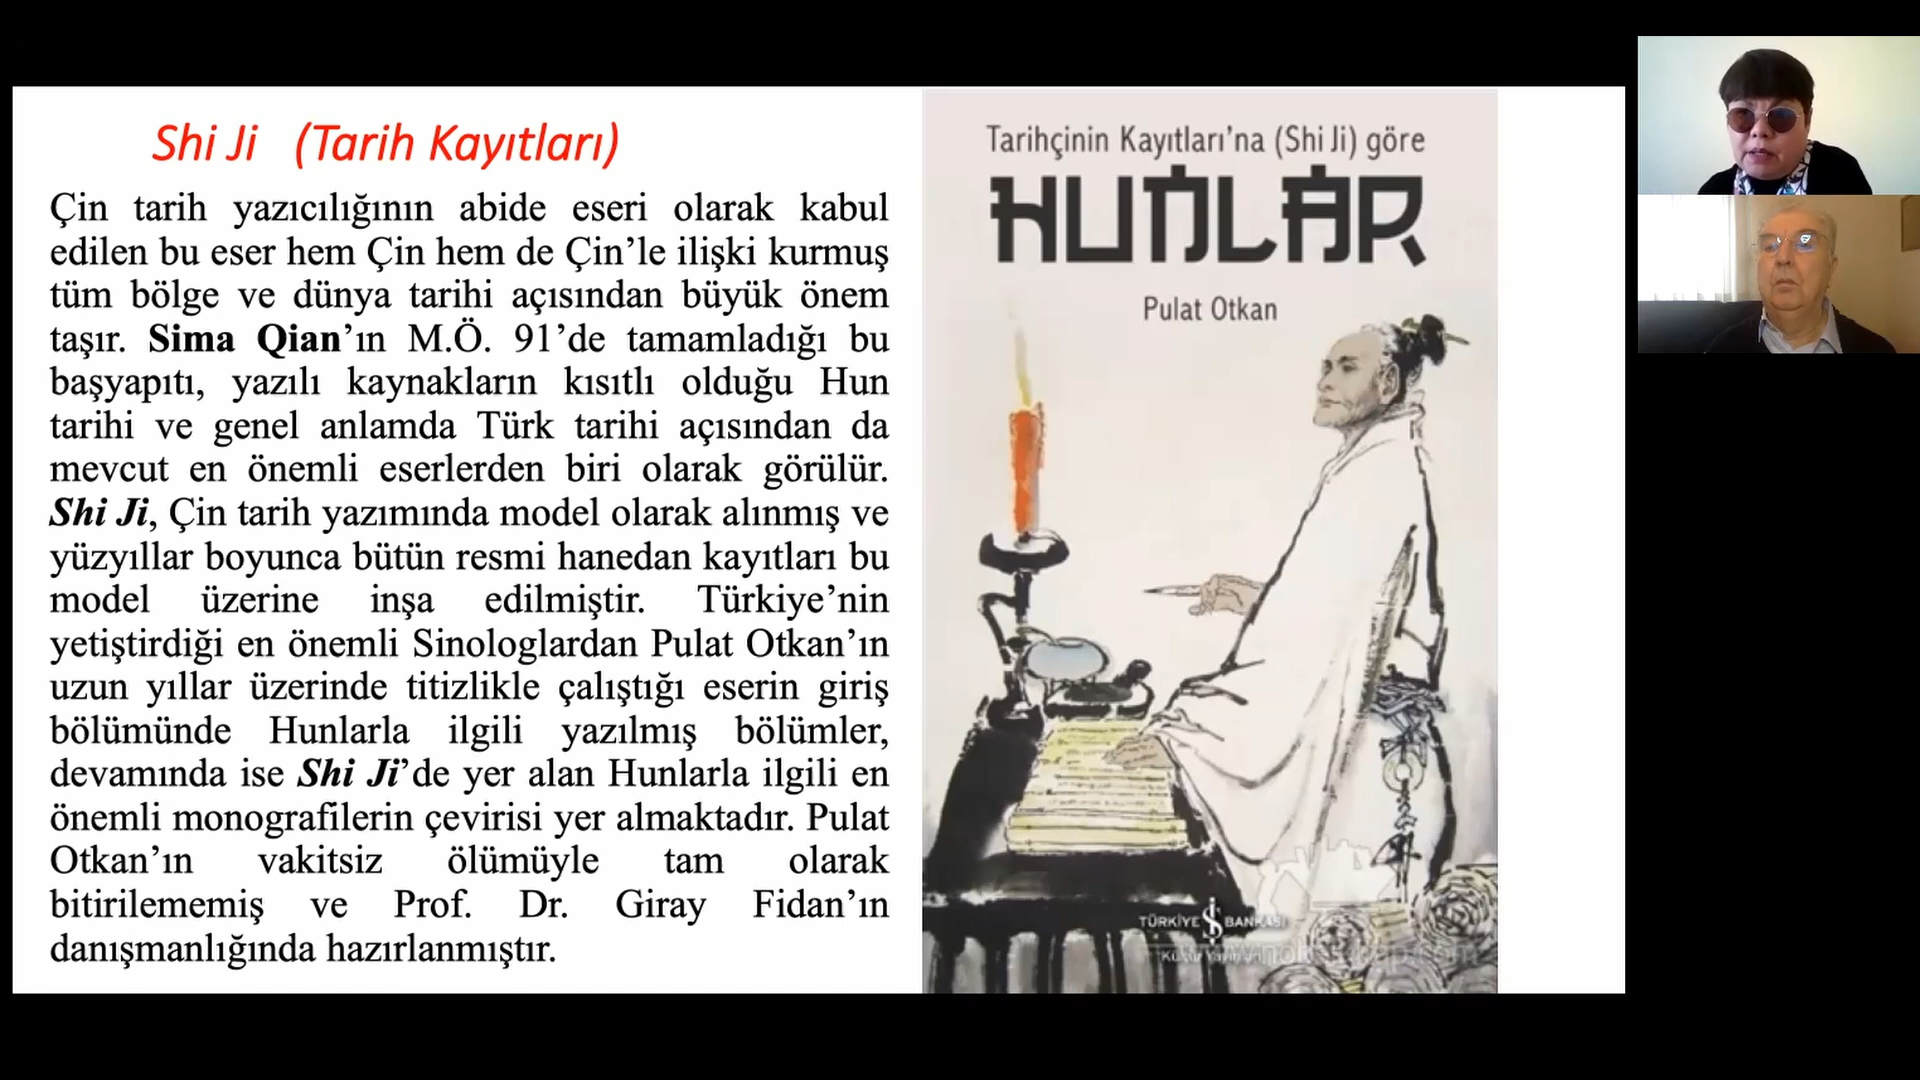 Shi Ji (Tarih Kayıtları)
Çin tarih yazıcılığının abide eseri olarak kabul
edilen bu eser hem Çin hem de Çin’le ilişki kurmuş
tüm bölge ve dünya tarihi açısından büyük önem
taşır. Sima Qian’ın M.Ö. 91’de tamamladığı bu
başyapıtı, yazılı kaynakların kısıtlı olduğu Hun
tarihi ve genel anlamda Türk tarihi açısından da
mevcut en önemli eserlerden biri olarak görülür.
Shi Ji, Çin tarih yazımında model olarak alınmış ve
yüzyıllar boyunca bütün resmi hanedan kayıtları bu
model üzerine inşa edilmiştir. Türkiye’nin
yetiştirdiği en önemli Sinologlardan Pulat Otkan’ın
uzun yıllar üzerinde titizlikle çalıştığı eserin giriş
bölümünde Hunlarla ilgili yazılmış bölümler,
devamında ise Shi Ji’de yer alan Hunlarla ilgili en
önemli monografilerin çevirisi yer almaktadır. Pulat
Otkan’ın vakitsiz ölümüyle tam olarak
bitirilememiş ve Prof. Dr. Giray Fidan’ın
danışmanlığında hazırlanmıştır.
Tarihçinin Kayıtları’na (Shi Ji) göre
HUNLAR
Pulat Otkan
TÜRKİYE İŞ BANKASI
Kültür Yayınları